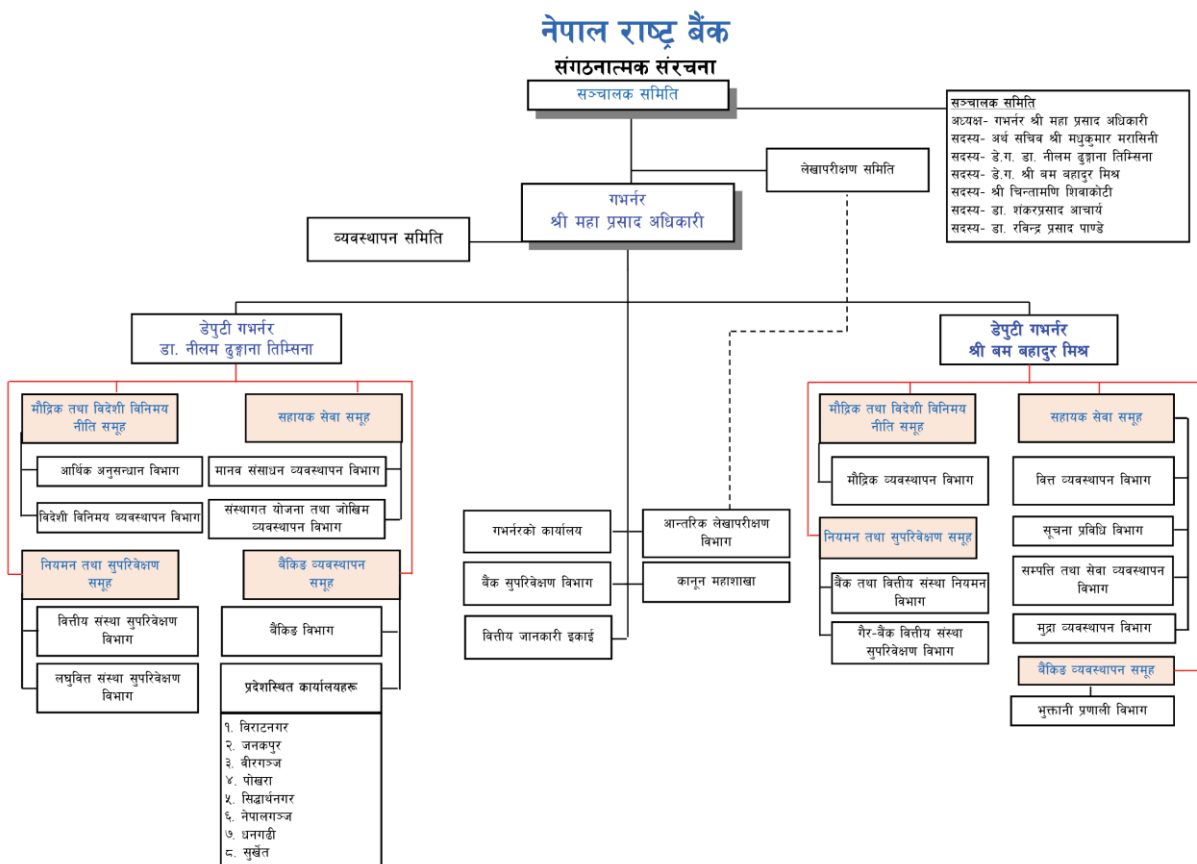 नेपाल राष्ट्र बैंक
संगठनात्मक संरचना
सञ्चालक समिति
सञ्चालक समिति
अध्यक्ष- गभर्नर श्री महा प्रसाद अधिकारी
सदस्य- अर्थ सचिव श्री मधुकुमार मरासिनी
सदस्य- डे.ग. डा. नीलम ढुङ्गाना तिम्सिना
सदस्य- डे.ग. श्री बम बहादुर मिश्र
सदस्य- श्री चिन्तामणि शिवाकोटी
सदस्य- डा. शंकरप्रसाद आचार्य
सदस्य- डा. रविन्द्र प्रसाद पाण्डे
लेखापरीक्षण समिति
गभर्नर
श्री महा प्रसाद अधिकारी
व्यवस्थापन समिति
डेपुटी गभर्नर
डा. नीलम ढुङ्गाना तिम्सिना
डेपुटी गभर्नर
श्री बम बहादुर मिश्र
मौद्रिक तथा विदेशी विनिमय
नीति समूह
आर्थिक अनुसन्धान विभाग
विदेशी विनिमय व्यवस्थापन विभाग
सहायक सेवा समूह
मानव संसाधन व्यवस्थापन विभाग
संस्थागत योजना तथा जोखिम
व्यवस्थापन विभाग
नियमन तथा सुपरिवेक्षण
समूह
वित्तीय संस्था सुपरिवेक्षण
विभाग
लघुवित्त संस्था सुपरिवेक्षण
विभाग
बैंकिङ व्यवस्थापन
समूह
बैंकिङ विभाग
प्रदेशस्थित कार्यालयहरू
१. विराटनगर
२. जनकपुर
३. वीरगञ्ज
४. पोखरा
५. सिद्धार्थनगर
६. नेपालगञ्ज
७. धनगढी
८. सुर्खेत
गभर्नरको कार्यालय
बैंक सुपरिवेक्षण विभाग
वित्तीय जानकारी इकाई
आन्तरिक लेखापरीक्षण
विभाग
कानून महाशाखा
मौद्रिक तथा विदेशी विनिमय
नीति समूह
मौद्रिक व्यवस्थापन विभाग
नियमन तथा सुपरिवेक्षण समूह
बैंक तथा वित्तीय संस्था नियमन
विभाग
गैर-बैंक वित्तीय संस्था
सुपरिवेक्षण विभाग
सहायक सेवा समूह
वित्त व्यवस्थापन विभाग
सूचना प्रविधि विभाग
सम्पत्ति तथा सेवा व्यवस्थापन
विभाग
मुद्रा व्यवस्थापन विभाग
बैंकिङ व्यवस्थापन समूह
भुक्तानी प्रणाली विभाग